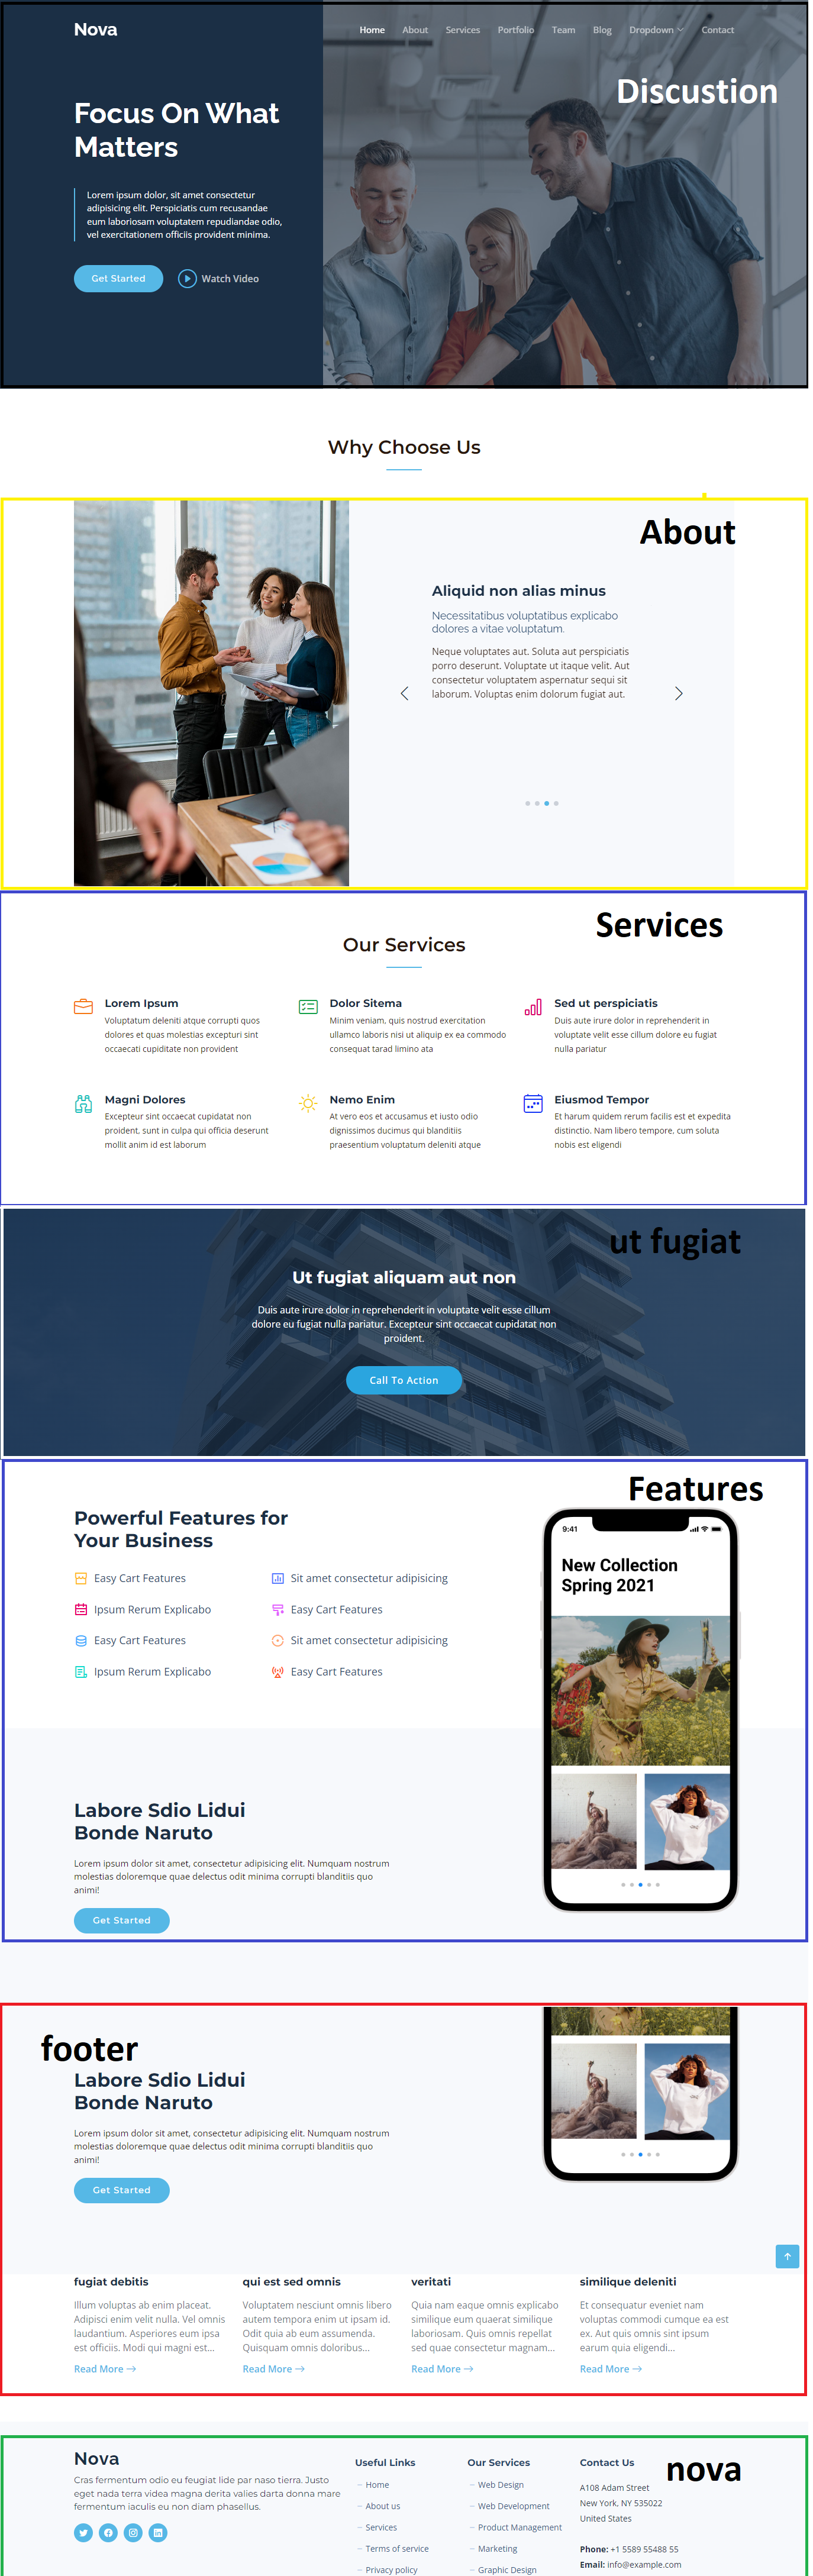 Nova
Home About Services Portfolio Team Blog Dropdown Contact
Discustion
Focus On What
Matters
Lorem ipsum dolor, sit amet consectetur
adipisicing elit. Perspiciatis cum recusandae
eum laboriosam voluptatem repudiandae odio,
vel exercitationem officiis provident minima.
Get Started
Watch Video
Why Choose Us
About
Aliquid non alias minus
Necessitatibus voluptatibus explicabo
dolores a vitae voluptatum.
Neque voluptates aut. Soluta aut perspiciatis
porro deserunt. Voluptate ut itaque velit. Aut
consectetur voluptatem aspernatur sequi sit
laborum. Voluptas enim dolorum fugiat aut.
Services
Our Services
Lorem Ipsum
Voluptatum deleniti atque corrupti quos
dolores et quas molestias excepturi sint
occaecati cupiditate non provident
Dolor Sitema
Minim veniam, quis nostrud exercitation
ullamco laboris nisi ut aliquip ex ea commodo
consequat tarad limino ata
Sed ut perspiciatis
Duis aute irure dolor in reprehenderit in
voluptate velit esse cillum dolore eu fugiat
nulla pariatur
Magni Dolores
Excepteur sint occaecat cupidatat non
proident, sunt in culpa qui officia deserunt
mollit anim id est laborum
Nemo Enim
At vero eos et accusamus et iusto odio
dignissimos ducimus qui blanditiis
praesentium voluptatum deleniti atque
Eiusmod Tempor
Et harum quidem rerum facilis est et expedita
distinctio. Nam libero tempore, cum soluta
nobis est eligendi
ut fugiat
Ut fugiat aliquam aut non
Duis aute irure dolor in reprehenderit in voluptate velit esse cillum
dolore eu fugiat nulla pariatur. Excepteur sint occaecat cupidatat non
proident.
Call To Action
Features
Powerful Features for
Your Business
Easy Cart Features
Sit amet consectetur adipisicing
Ipsum Rerum Explicabo
Easy Cart Features
Easy Cart Features
Sit amet consectetur adipisicing
Ipsum Rerum Explicabo
Easy Cart Features
9:41
New Collection
Spring 2021
Labore Sdio Lidui
Bonde Naruto
Lorem ipsum dolor sit amet, consectetur adipisicing elit. Numquam nostrum
molestias doloremque quae delectus odit minima corrupti blanditiis quo
animi!
Get Started
footer
Labore Sdio Lidui
Bonde Naruto
Lorem ipsum dolor sit amet, consectetur adipisicing elit. Numquam nostrum
molestias doloremque quae delectus odit minima corrupti blanditiis quo
animi!
Get Started
fugiat debitis
Illum voluptas ab enim placeat.
Adipisci enim velit nulla. Vel omnis
laudantium. Asperiores eum ipsa
est officiis. Modi qui magni est...
Read More
qui est sed omnis
Voluptatem nesciunt omnis libero
autem tempora enim ut ipsam id.
Odit quia ab eum assumenda.
Quisquam omnis doloribus...
Read More
veritati
Quia nam eaque omnis explicabo
similique eum quaerat similique
laboriosam. Quis omnis repellat
sed quae consectetur magnam...
Read More
similique deleniti
Et consequatur eveniet nam
voluptas commodi cumque ea est
ex. Aut quis omnis sint ipsum
earum quia eligendi...
Read More
nova
Nova
Cras fermentum odio eu feugiat lide par naso tierra. Justo
eget nada terra videa magna derita valies darta donna mare
fermentum iaculis eu non diam phasellus.
Useful Links
Home
About us
Services
Terms of service
Privacy policy
Our Services
Web Design
Web Development
Product Management
Marketing
Graphic Design
Contact Us
A108 Adam Street
New York, NY 535022
United States
Phone: +1 5589 55488 55
Email: info@example.com